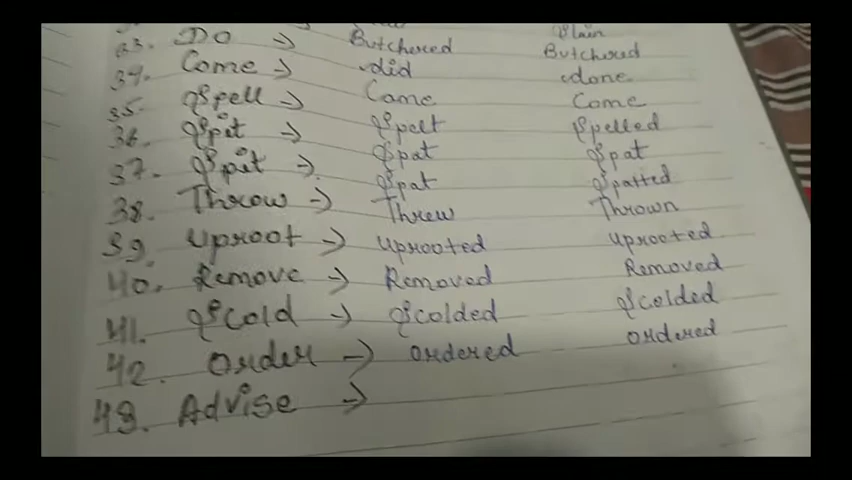 33. Do → Butchered Butchered
34. Come → did done
35. Spell → Came Come
36. Spit → Spelt Spelled
37. Spit → Spat Spat
Spat Spatted
38. Throw → Threw Thrown
39. Uproot → Uprooted Uprooted
40. Remove → Removed Removed
41. Scold → Scolded Scolded
42. Order → Ordered Ordered
43. Advise →